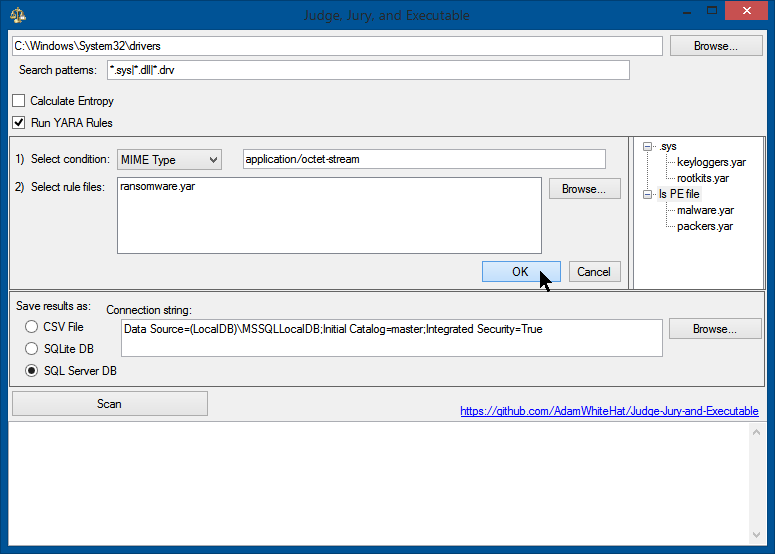 Judge, Jury, and Executable
C:\Windows\System32\drivers
Browse...
Search patterns: *.sys|*.dll|*.drv
Calculate Entropy
Run YARA Rules
1) Select condition: MIME Type application/octet-stream
2) Select rule files: ransomware.yar Browse...
OK Cancel
.sys
keyloggers.yar
rootkits.yar
Is PE file
malware.yar
packers.yar
Save results as:
CSV File
SQLite DB
SQL Server DB
Connection string:
Data Source=(LocalDB)\MSSQLLocalDB;Initial Catalog=master;Integrated Security=True
Browse...
Scan
https://github.com/AdamWhiteHat/Judge-Jury-and-Executable